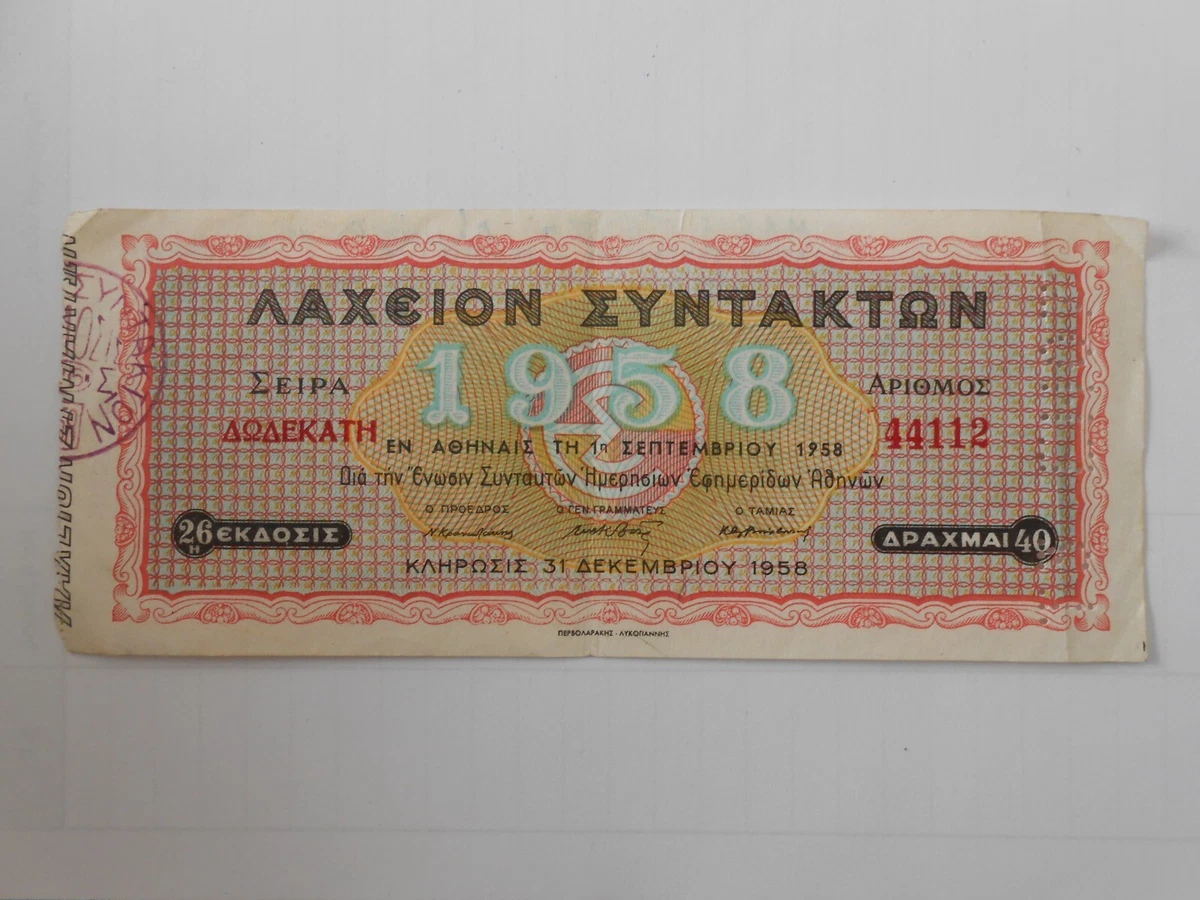 ΛΑΧΕΙΟΝ ΣΥΝΤΑΚΤΩΝ
1958
ΣΕΙΡΑ
ΑΡΙΘΜΟΣ
ΔΩΔΕΚΑΤΗ
44112
ΕΝ ΑΘΗΝΑΙΣ ΤΗ 1η ΣΕΠΤΕΜΒΡΙΟΥ 1958
Διά τήν Ένωσιν Συντακτών Ημερησίων Εφημερίδων Αθηνών
Ο ΠΡΟΕΔΡΟΣ Ο ΓΕΝ. ΓΡΑΜΜΑΤΕΥΣ Ο ΤΑΜΙΑΣ
26Η ΕΚΔΟΣΙΣ
ΔΡΑΧΜΑΙ 40
ΚΛΗΡΩΣΙΣ 31 ΔΕΚΕΜΒΡΙΟΥ 1958
ΠΕΡΒΟΛΑΡΑΚΗΣ - ΛΥΚΟΓΙΑΝΝΗΣ